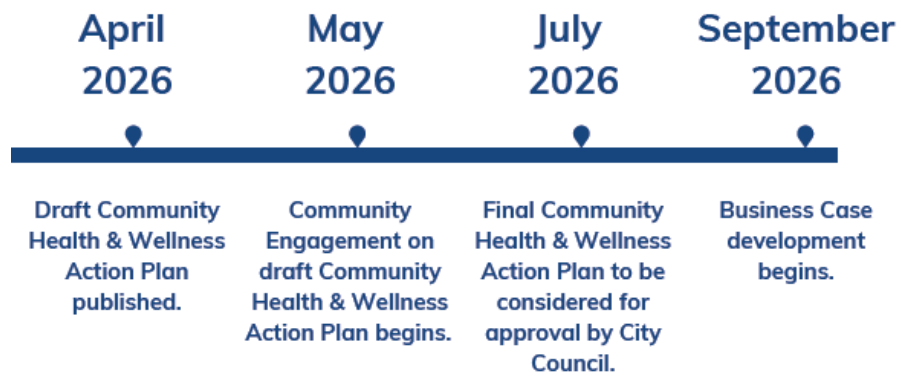 April
2026
May
2026
July
2026
September
2026
Draft Community
Health & Wellness
Action Plan
published.
Community
Engagement on
draft Community
Health & Wellness
Action Plan begins.
Final Community
Health & Wellness
Action Plan to be
considered for
approval by City
Council.
Business Case
development
begins.